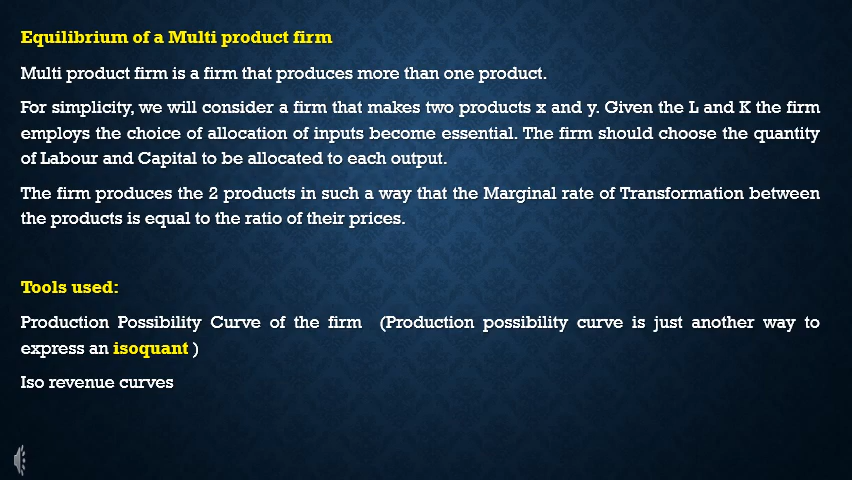 Equilibrium of a Multi product firm
Multi product firm is a firm that produces more than one product.
For simplicity, we will consider a firm that makes two products x and y. Given the L and K the firm
employs the choice of allocation of inputs become essential. The firm should choose the quantity
of Labour and Capital to be allocated to each output.
The firm produces the 2 products in such a way that the Marginal rate of Transformation between
the products is equal to the ratio of their prices.
Tools used:
Production Possibility Curve of the firm (Production possibility curve is just another way to
express an isoquant )
Iso revenue curves